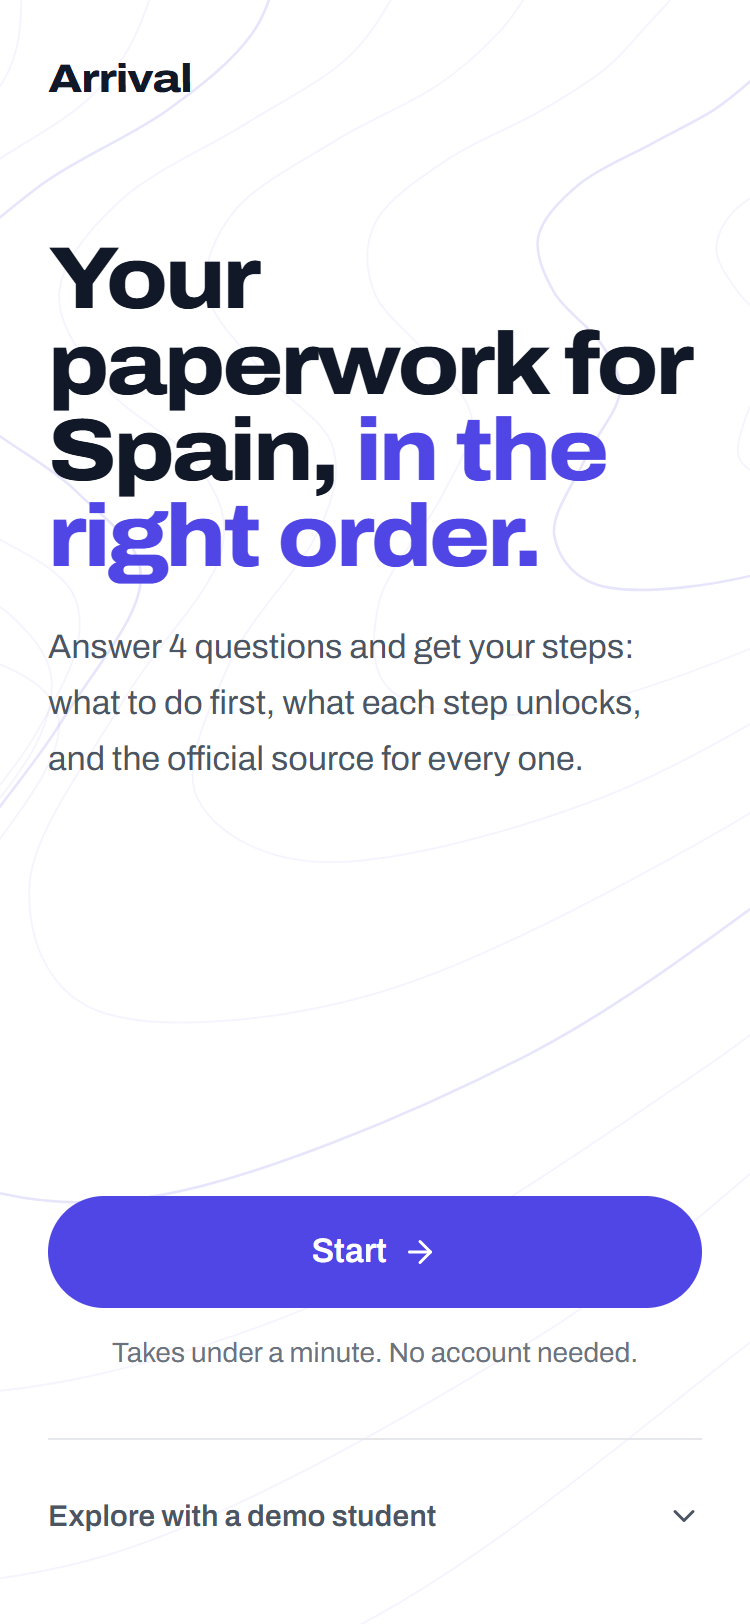 Arrival
Your
paperwork for
Spain, in the
right order.
Answer 4 questions and get your steps:
what to do first, what each step unlocks,
and the official source for every one.
Start
Takes under a minute. No account needed.
Explore with a demo student